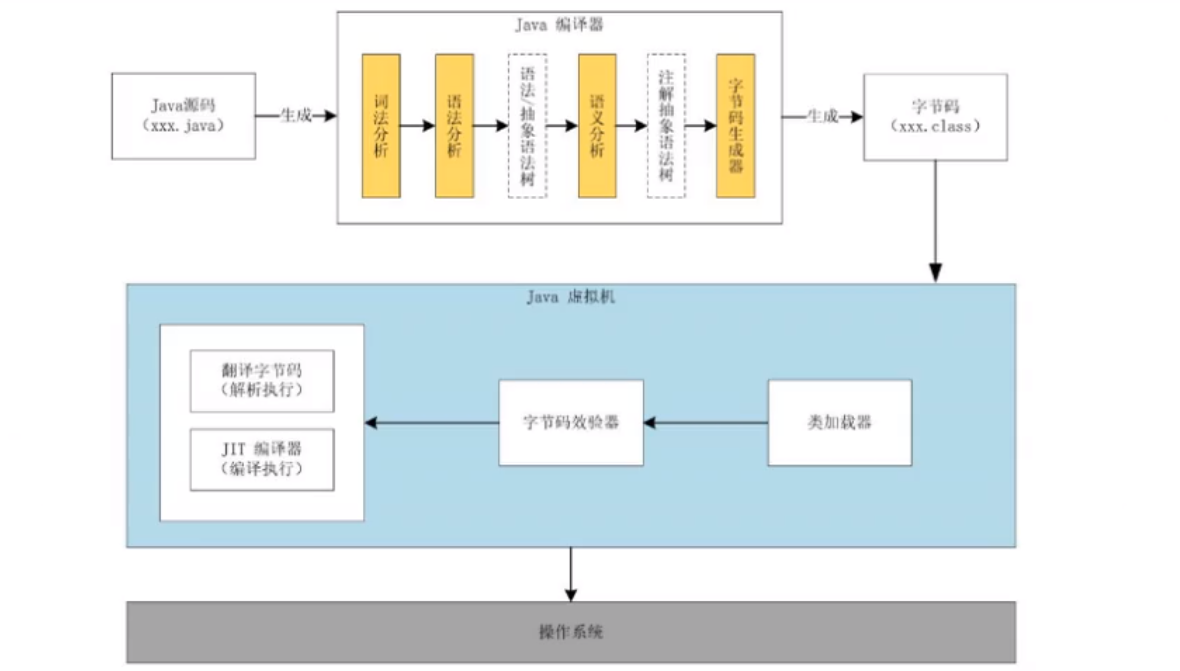 Java 编译器
Java源码
（xxx.java）
生成
词法分析
语法分析
语法/抽象语法树
语义分析
注解抽象语法树
字节码生成器
生成
字节码
（xxx.class）
Java 虚拟机
翻译字节码
（解析执行）
JIT 编译器
（编译执行）
字节码效验器
类加载器
操作系统